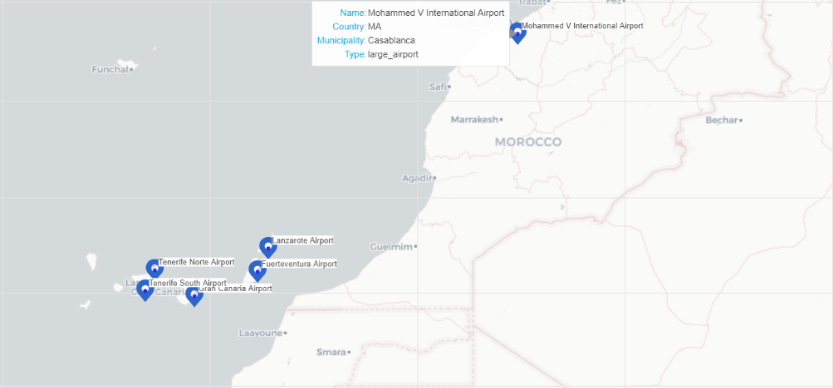 Name: Mohammed V International Airport
Country: MA
Municipality: Casablanca
Type: large_airport
Rabat
Fez
Mohammed V International Airport
Funchal
Safi
Marrakesh
Bechar
MOROCCO
Agadir
Lanzarote Airport
Guelmim
Tenerife Norte Airport
Fuerteventura Airport
Tenerife South Airport
Gran Canaria Airport
Laayoune
Smara